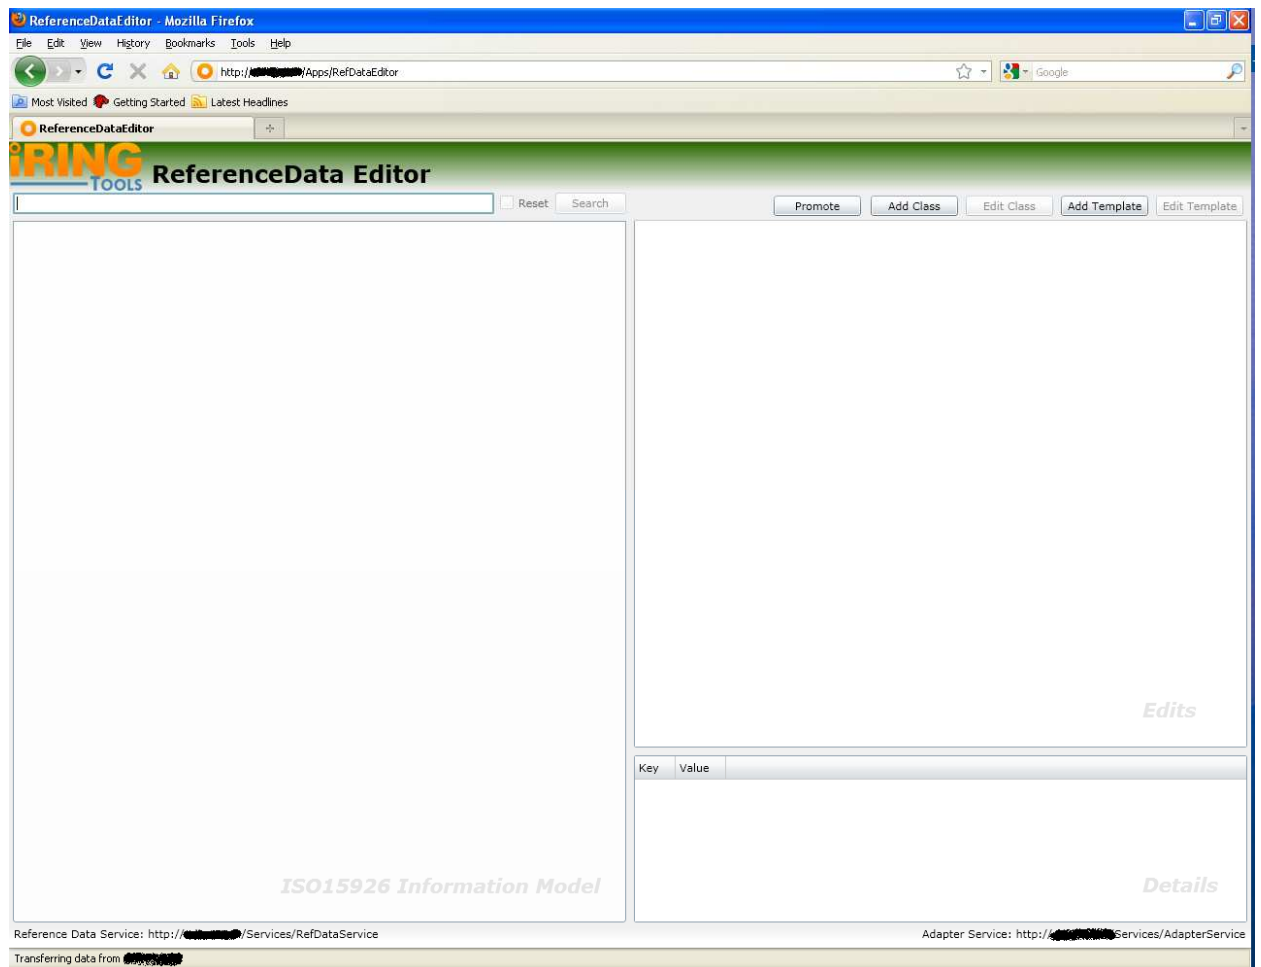 ReferenceDataEditor - Mozilla Firefox
File Edit View History Bookmarks Tools Help
http:// /Apps/RefDataEditor Google
Most Visited Getting Started Latest Headlines
ReferenceDataEditor
iRING TOOLS ReferenceData Editor
Reset Search Promote Add Class Edit Class Add Template Edit Template
Edits
Key Value
ISO15926 Information Model Details
Reference Data Service: http:// /Services/RefDataService Adapter Service: http:// Services/AdapterService
Transferring data from